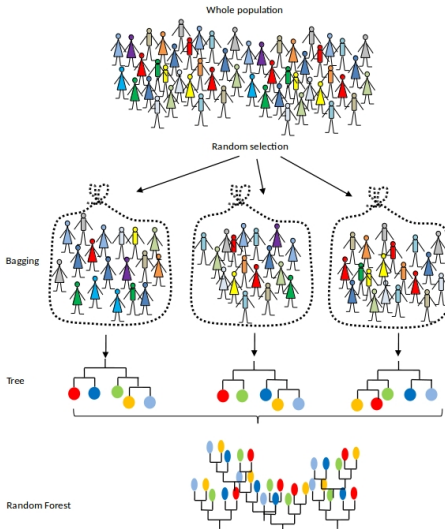 Whole population
Random selection
Bagging
Tree
Random Forest